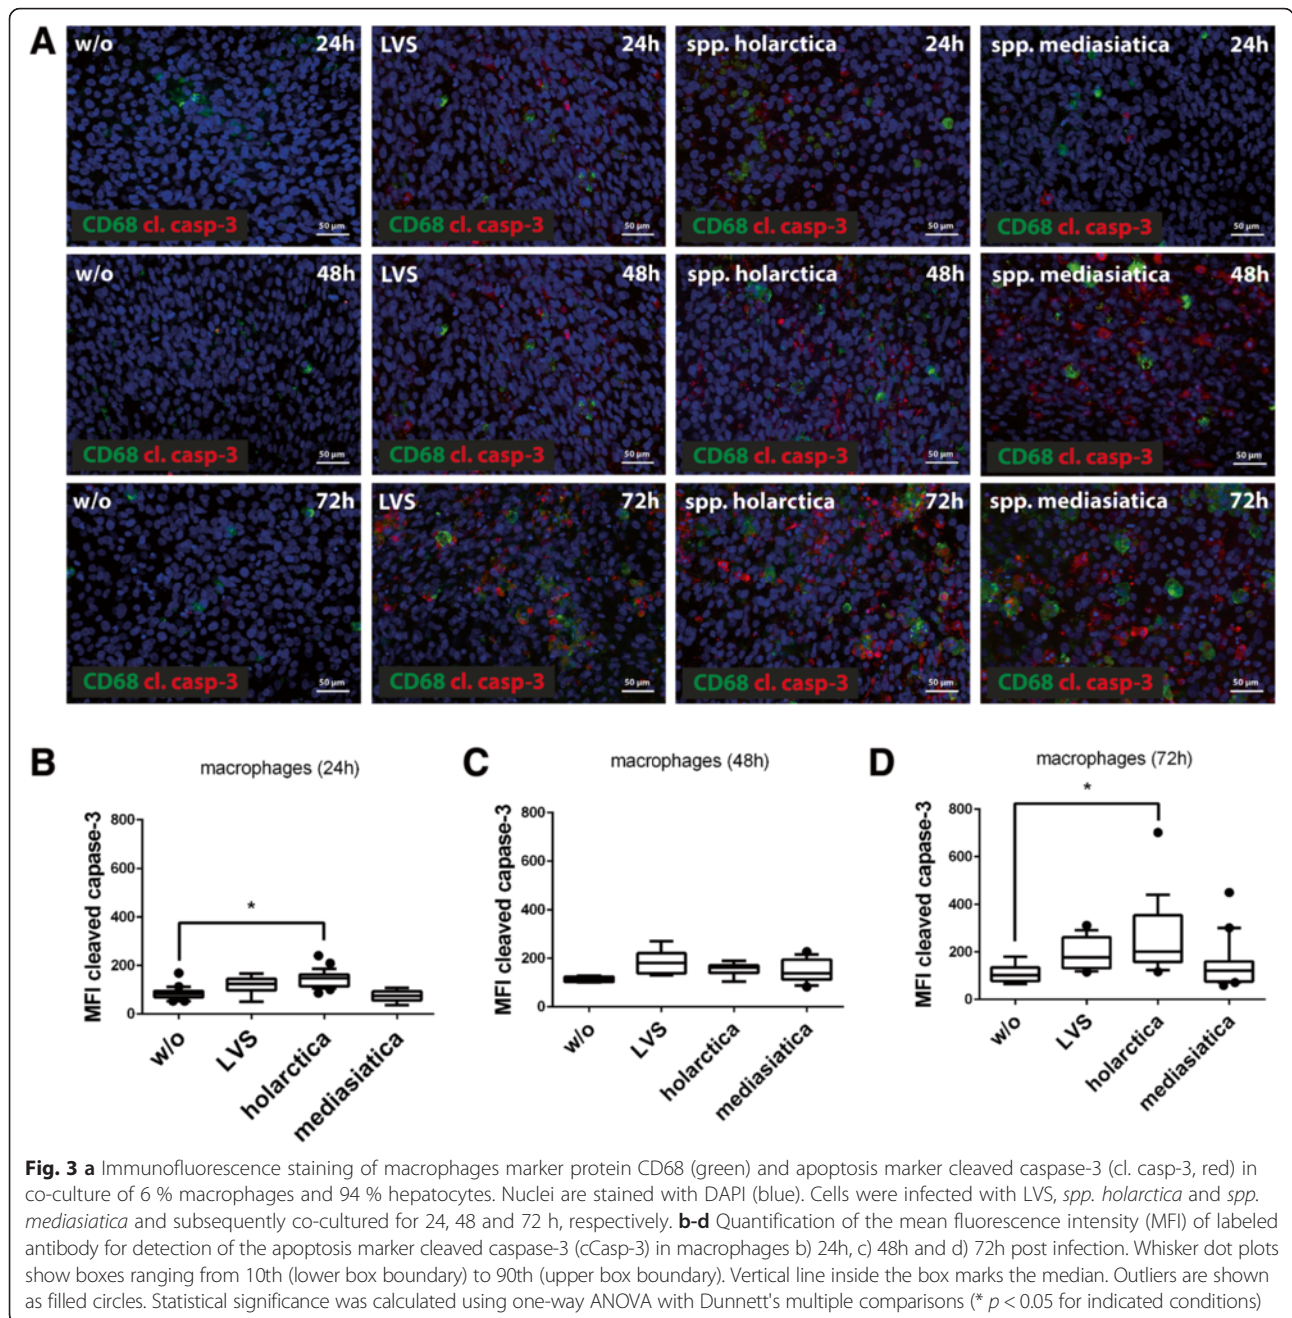 A
w/o 24h
CD68 cl. casp-3 50 µm
LVS 24h
CD68 cl. casp-3 50 µm
spp. holarctica 24h
CD68 cl. casp-3 50 µm
spp. mediasiatica 24h
CD68 cl. casp-3 50 µm
w/o 48h
CD68 cl. casp-3 50 µm
LVS 48h
CD68 cl. casp-3 50 µm
spp. holarctica 48h
CD68 cl. casp-3 50 µm
spp. mediasiatica 48h
CD68 cl. casp-3 50 µm
w/o 72h
CD68 cl. casp-3 50 µm
LVS 72h
CD68 cl. casp-3 50 µm
spp. holarctica 72h
CD68 cl. casp-3 50 µm
spp. mediasiatica 72h
CD68 cl. casp-3 50 µm
B
macrophages (24h)
MFI cleaved capase-3
800
600
400
200
0
*
w/o
LVS
holarctica
mediasiatica
C
macrophages (48h)
MFI cleaved capase-3
800
600
400
200
0
w/o
LVS
holarctica
mediasiatica
D
macrophages (72h)
MFI cleaved capase-3
800
600
400
200
0
*
w/o
LVS
holarctica
mediasiatica
Fig. 3 a Immunofluorescence staining of macrophages marker protein CD68 (green) and apoptosis marker cleaved caspase-3 (cl. casp-3, red) in
co-culture of 6 % macrophages and 94 % hepatocytes. Nuclei are stained with DAPI (blue). Cells were infected with LVS, spp. holarctica and spp.
mediasiatica and subsequently co-cultured for 24, 48 and 72 h, respectively. b-d Quantification of the mean fluorescence intensity (MFI) of labeled
antibody for detection of the apoptosis marker cleaved caspase-3 (cCasp-3) in macrophages b) 24h, c) 48h and d) 72h post infection. Whisker dot plots
show boxes ranging from 10th (lower box boundary) to 90th (upper box boundary). Vertical line inside the box marks the median. Outliers are shown
as filled circles. Statistical significance was calculated using one-way ANOVA with Dunnett's multiple comparisons (* p < 0.05 for indicated conditions)